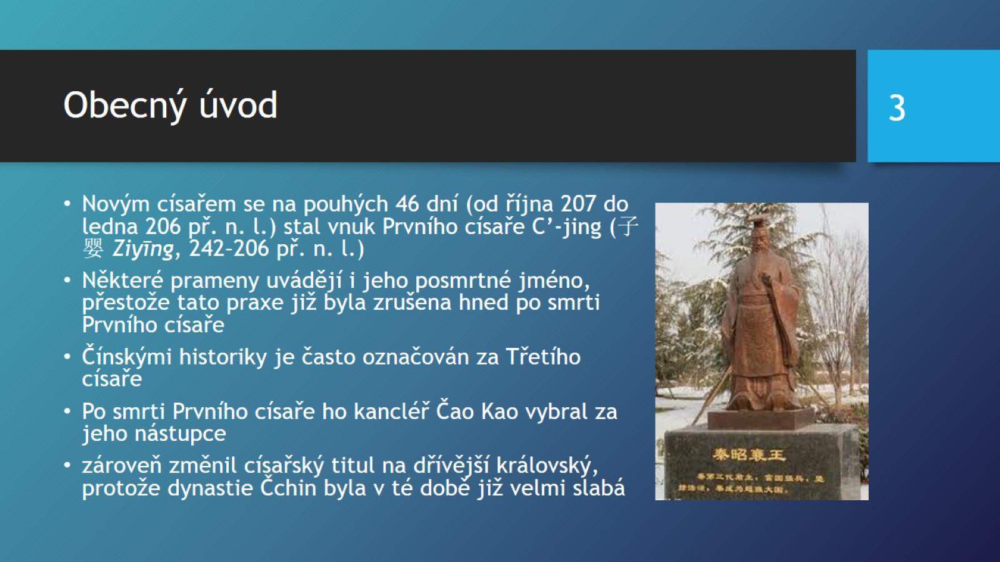 Obecný úvod
3
• Novým císařem se na pouhých 46 dní (od října 207 do
ledna 206 př. n. l.) stal vnuk Prvního císaře C’-jing (子
婴 Ziyīng, 242–206 př. n. l.)
• Některé prameny uvádějí i jeho posmrtné jméno,
přestože tato praxe již byla zrušena hned po smrti
Prvního císaře
• Čínskými historiky je často označován za Třetího
císaře
• Po smrti Prvního císaře ho kancléř Čao Kao vybral za
jeho nástupce
• zároveň změnil císařský titul na dřívější královský,
protože dynastie Čchin byla v té době již velmi slabá
秦昭襄王